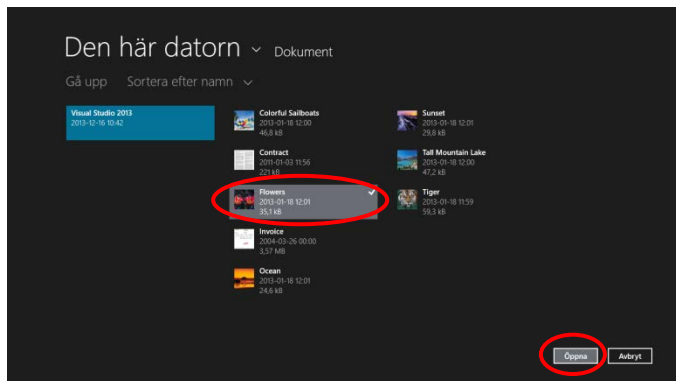 Den här datorn Dokument
Gå upp Sortera efter namn
Visual Studio 2013
2013-12-16 10:42
Colorful Sailboats
2013-01-18 12:00
46,8 kB
Contract
2011-01-03 11:56
221 kB
Flowers
2013-01-18 12:01
35,1 kB
Invoice
2004-03-26 00:00
3,57 MB
Ocean
2013-01-18 12:01
24,6 kB
Sunset
2013-01-18 12:01
29,8 kB
Tall Mountain Lake
2013-01-18 12:00
47,2 kB
Tiger
2013-01-18 11:59
59,3 kB
Öppna Avbryt